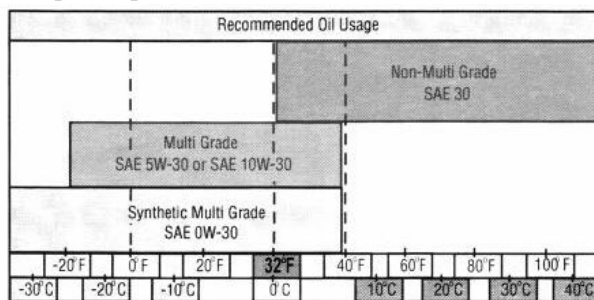 Recommended Oil Usage
Non-Multi Grade
SAE 30
Multi Grade
SAE 5W-30 or SAE 10W-30
Synthetic Multi Grade
SAE 0W-30
-20°F 0°F 20°F 32°F 40°F 60°F 80°F 100°F
-30°C -20°C -10°C 0°C 10°C 20°C 30°C 40°C